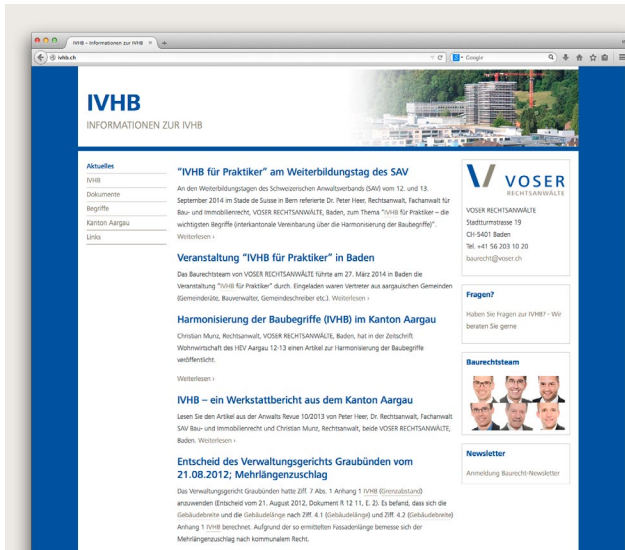 IVHB – Informationen zur IVHB
ivhb.ch
Google
IVHB
INFORMATIONEN ZUR IVHB
Aktuelles
IVHB
Dokumente
Begriffe
Kanton Aargau
Links
"IVHB für Praktiker" am Weiterbildungstag des SAV
An den Weiterbildungstagen des Schweizerischen Anwaltsverbands (SAV) vom 12. und 13.
September 2014 im Stade de Suisse in Bern referierte Dr. Peter Heer, Rechtsanwalt, Fachanwalt für
Bau- und Immobilienrecht, VOSER RECHTSANWÄLTE, Baden, zum Thema "IVHB für Praktiker – die
wichtigsten Begriffe (interkantonale Vereinbarung über die Harmonisierung der Baubegriffe)".
Weiterlesen ›
Veranstaltung "IVHB für Praktiker" in Baden
Das Baurechtsteam von VOSER RECHTSANWÄLTE führte am 27. März 2014 in Baden die
Veranstaltung "IVHB für Praktiker" durch. Eingeladen waren Vertreter aus aargauischen Gemeinden
(Gemeinderäte, Bauverwalter, Gemeindeschreiber etc.). Weiterlesen ›
Harmonisierung der Baubegriffe (IVHB) im Kanton Aargau
Christian Munz, Rechtsanwalt, VOSER RECHTSANWÄLTE, Baden, hat in der Zeitschrift
Wohnwirtschaft des HEV Aargau 12-13 einen Artikel zur Harmonisierung der Baubegriffe
veröffentlicht.
Weiterlesen ›
IVHB – ein Werkstattbericht aus dem Kanton Aargau
Lesen Sie den Artikel aus der Anwalts Revue 10/2013 von Peter Heer, Dr. Rechtsanwalt, Fachanwalt
SAV Bau- und Immobilienrecht und Christian Munz, Rechtsanwalt, beide VOSER RECHTSANWÄLTE,
Baden. Weiterlesen ›
Entscheid des Verwaltungsgerichts Graubünden vom
21.08.2012; Mehrlängenzuschlag
Das Verwaltungsgericht Graubünden hatte Ziff. 7 Abs. 1 Anhang 1 IVHB (Grenzabstand)
anzuwenden (Entscheid vom 21. August 2012, Dokument R 12 11, E. 2). Es befand, dass sich die
Gebäudebreite und die Gebäudelänge nach Ziff. 4.1 (Gebäudelänge) und Ziff. 4.2 (Gebäudebreite)
Anhang 1 IVHB berechnet. Aufgrund der so ermittelten Fassadenlänge bemesse sich der
Mehrlängenzuschlag nach kommunalem Recht.
VOSER
RECHTSANWÄLTE
VOSER RECHTSANWÄLTE
Stadtturmstrasse 19
CH-5401 Baden
Tel. +41 56 203 10 20
baurecht@voser.ch
Fragen?
Haben Sie Fragen zur IVHB? - Wir
beraten Sie gerne
Baurechtsteam
Newsletter
Anmeldung Baurecht-Newsletter